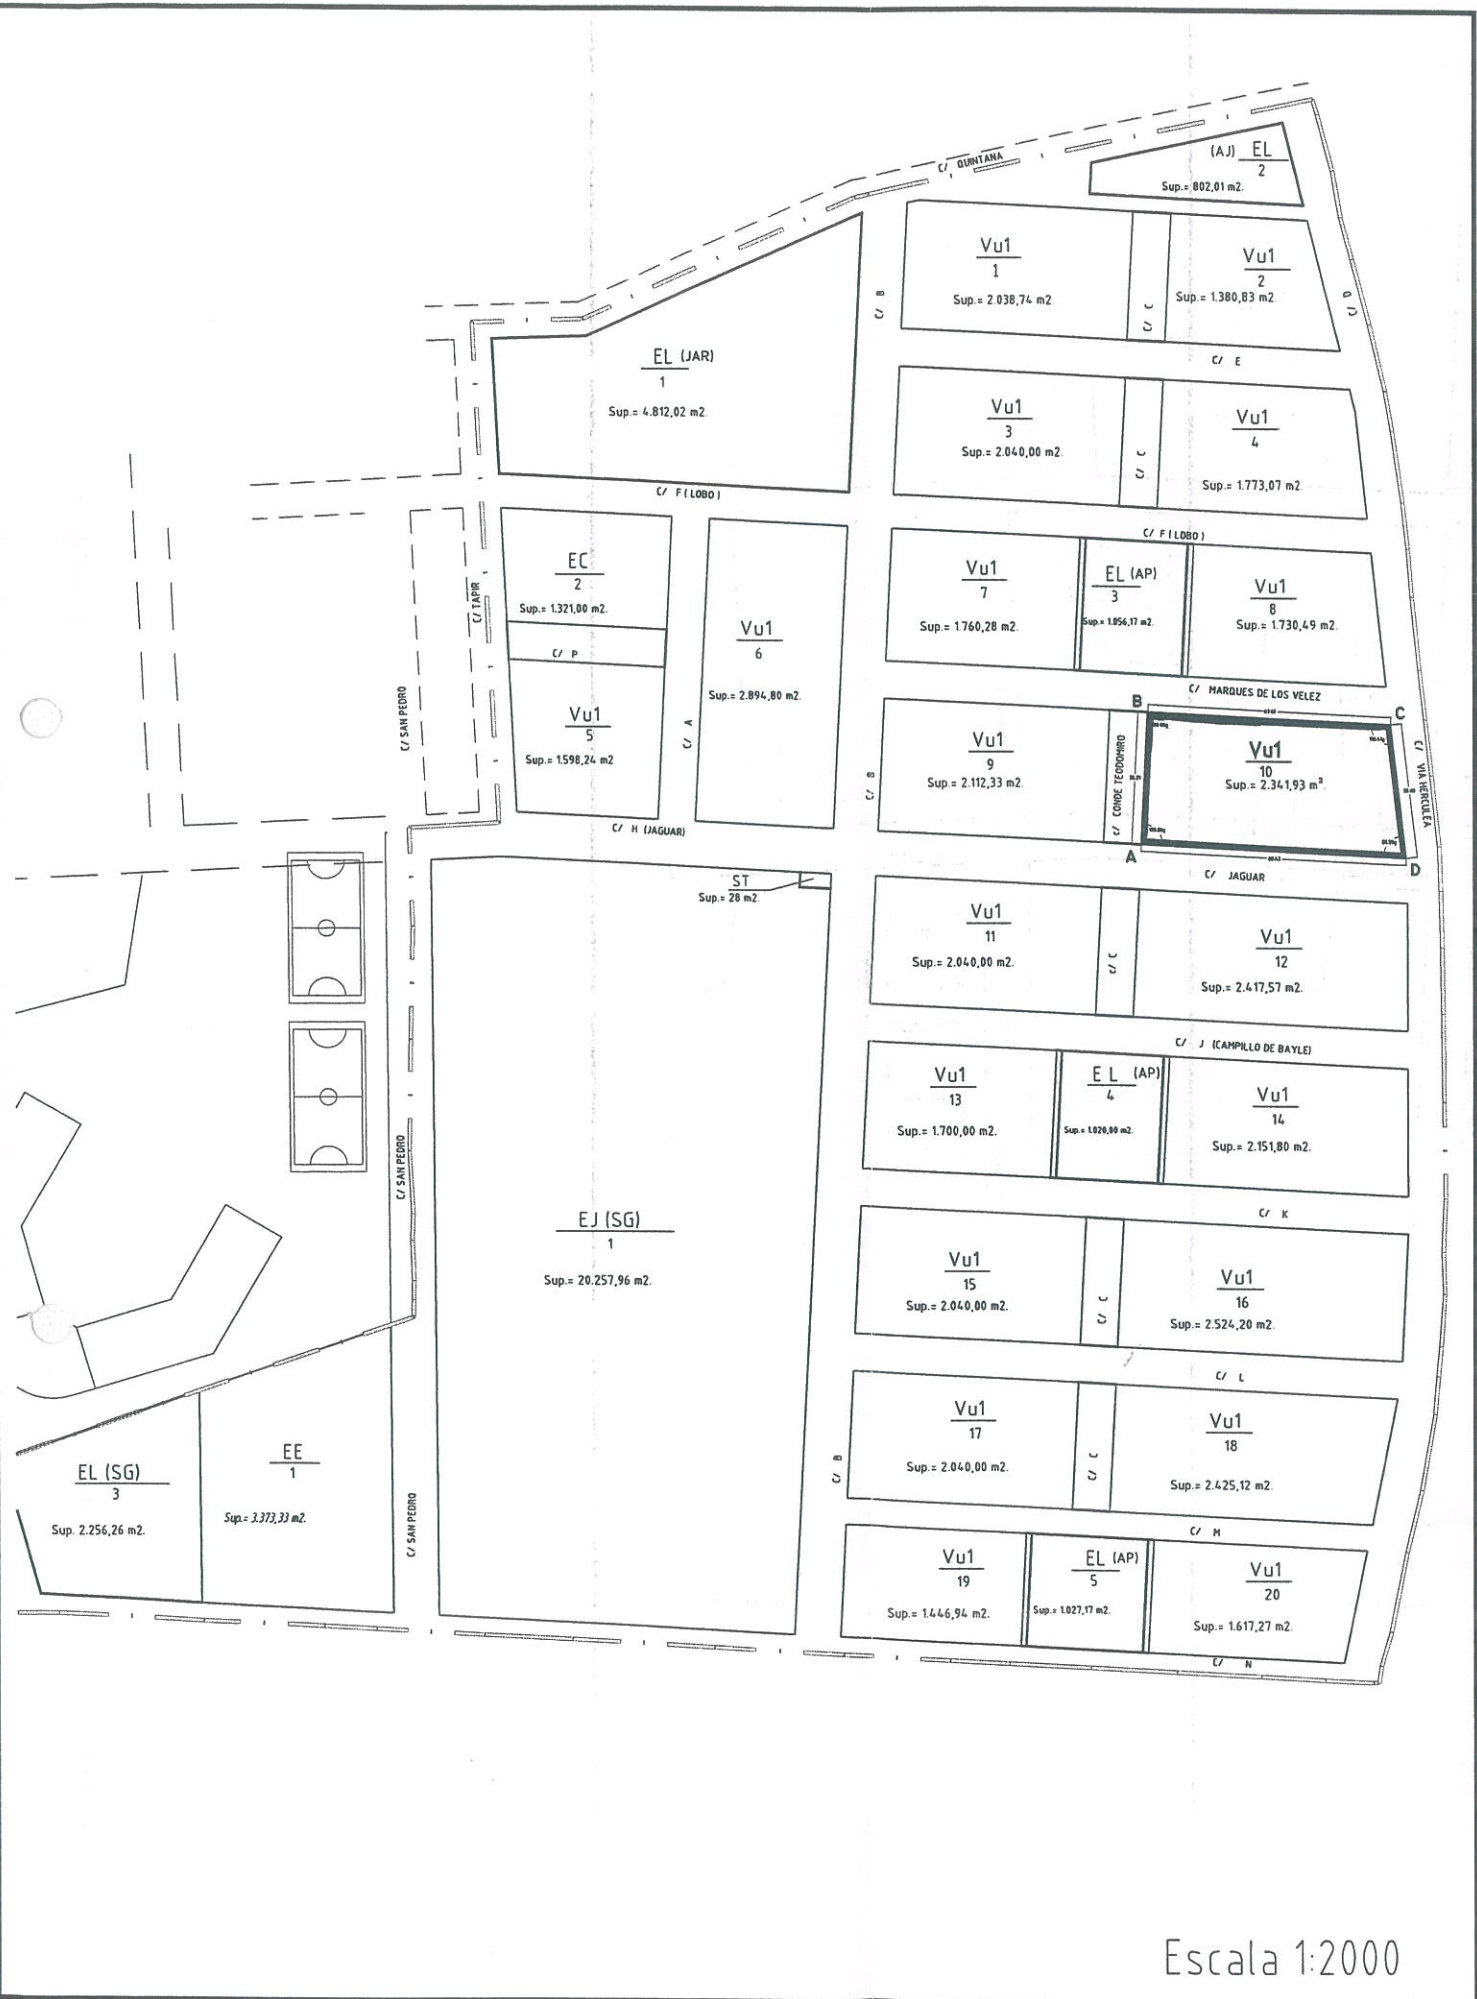 C/ QUINTANA
(AJ) EL
2
Sup.= 802,01 m2.
Vu1
1
Sup.= 2.038,74 m2
C/ B
C/ C
Vu1
2
Sup.= 1.380,83 m2.
C/ D
C/ E
EL (JAR)
1
Sup.= 4.812,02 m2.
Vu1
3
Sup.= 2.040,00 m2.
C/ C
Vu1
4
Sup.= 1.773,07 m2.
C/ F ( LOBO )
C/ F ( LOBO )
EC
2
Sup.= 1.321,00 m2.
C/ TAPIR
C/ P
Vu1
5
Sup.= 1.598,24 m2
C/ SAN PEDRO
C/ A
Vu1
6
Sup.= 2.894,80 m2.
Vu1
7
Sup.= 1.760,28 m2.
EL (AP)
3
Sup.= 1.056,17 m2.
Vu1
8
Sup.= 1.730,49 m2.
C/ MARQUES DE LOS VELEZ
B
C
Vu1
9
Sup.= 2.112,33 m2.
C/ B
C/ CONDE TEODOMIRO
Vu1
10
Sup.= 2.341,93 m².
C/ VIA HERCULEA
A
D
C/ H (JAGUAR)
C/ JAGUAR
ST
Sup.= 28 m2.
Vu1
11
Sup.= 2.040,00 m2.
C/ C
Vu1
12
Sup.= 2.417,57 m2.
C/ J (CAMPILLO DE BAYLE)
Vu1
13
Sup.= 1.700,00 m2.
E L (AP)
4
Sup.= 1.020,00 m2.
Vu1
14
Sup.= 2.151,80 m2.
C/ SAN PEDRO
C/ K
EJ (SG)
1
Sup.= 20.257,96 m2.
Vu1
15
Sup.= 2.040,00 m2.
C/ C
Vu1
16
Sup.= 2.524,20 m2.
C/ L
Vu1
17
Sup.= 2.040,00 m2.
C/ B
C/ C
Vu1
18
Sup.= 2.425,12 m2.
EL (SG)
3
Sup. 2.256,26 m2.
EE
1
Sup.= 3.373,33 m2.
C/ SAN PEDRO
C/ M
Vu1
19
Sup.= 1.446,94 m2.
EL (AP)
5
Sup.= 1.027,17 m2.
Vu1
20
Sup.= 1.617,27 m2.
C/ N
Escala 1:2000